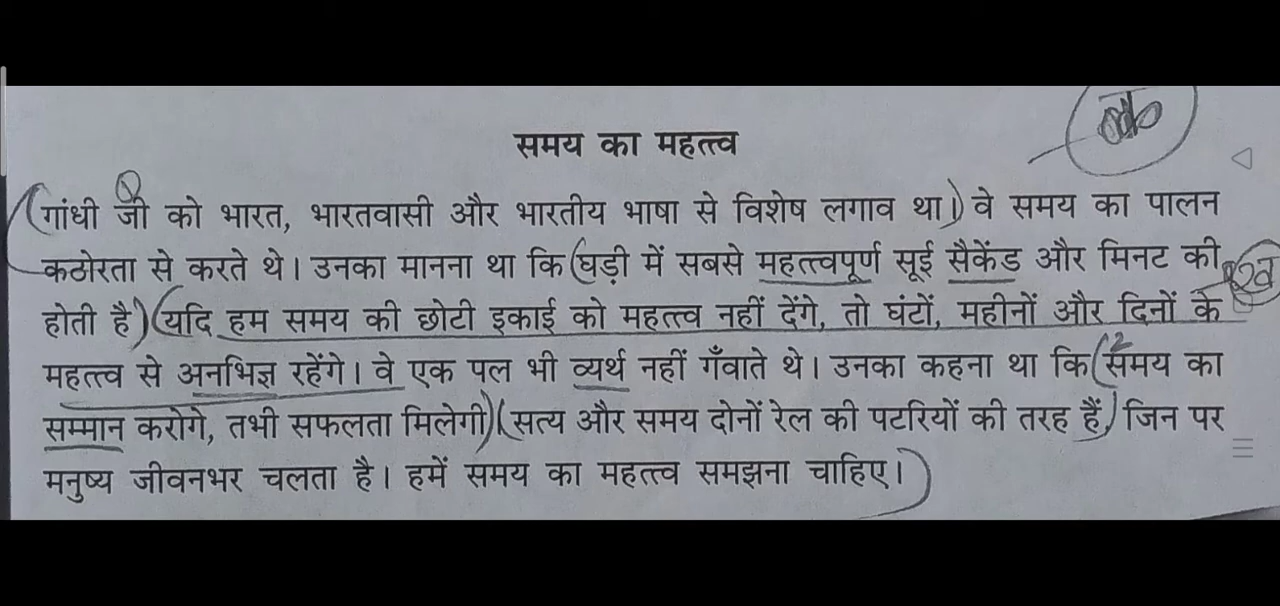 समय का महत्त्व
(गांधी जी को भारत, भारतवासी और भारतीय भाषा से विशेष लगाव था।) वे समय का पालन
कठोरता से करते थे। उनका मानना था कि (घड़ी में सबसे महत्त्वपूर्ण सूई सैकेंड और मिनट की
होती है) (यदि हम समय की छोटी इकाई को महत्त्व नहीं देंगे, तो घंटों, महीनों और दिनों के
महत्त्व से अनभिज्ञ रहेंगे। वे एक पल भी व्यर्थ नहीं गँवाते थे। उनका कहना था कि (समय का
सम्मान करोगे, तभी सफलता मिलेगी) (सत्य और समय दोनों रेल की पटरियों की तरह हैं,) जिन पर
मनुष्य जीवनभर चलता है। हमें समय का महत्त्व समझना चाहिए।)